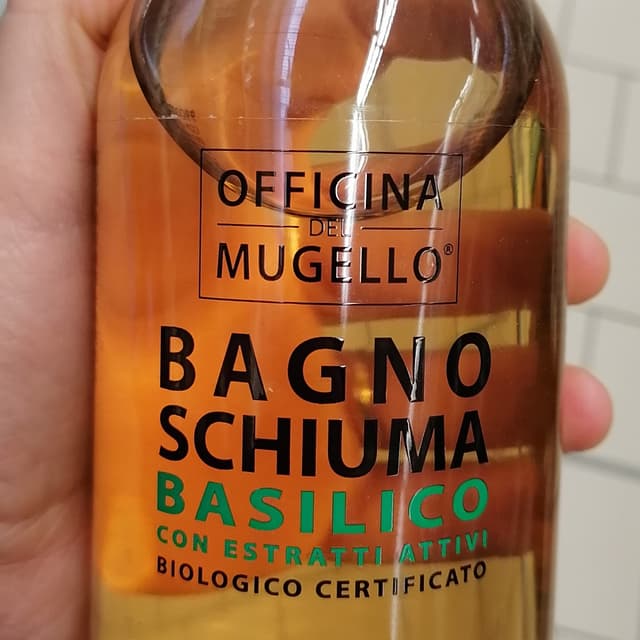 OFFICINA
DEL
MUGELLO®
BAGNO
SCHIUMA
BASILICO
CON ESTRATTI ATTIVI
BIOLOGICO CERTIFICATO